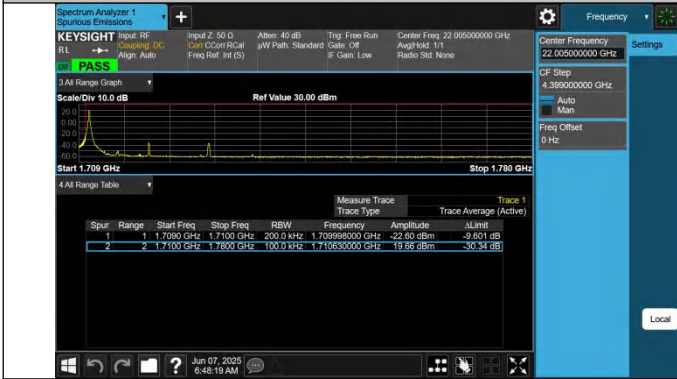 Spectrum Analyzer 1
Spurious Emissions
+
Frequency
KEYSIGHT Input: RF Input Z: 50 Ω Atten: 40 dB Trig: Free Run Center Freq: 22.005000000 GHz
RL Coupling: DC Corr CCorr RCal µW Path: Standard Gate: Off Avg|Hold: 1/1
Align: Auto Freq Ref: Int (S) IF Gain: Low Radio Std: None
PASS
Center Frequency
22.005000000 GHz
Settings
CF Step
4.399000000 GHz
Auto
Man
Freq Offset
0 Hz
3 All Range Graph
Scale/Div 10.0 dB Ref Value 30.00 dBm
20.0
0.00
-20.0
-40.0
-60.0
Start 1.709 GHz Stop 1.780 GHz
4 All Range Table
Measure Trace Trace 1
Trace Type Trace Average (Active)
Spur Range Start Freq Stop Freq RBW Frequency Amplitude ΔLimit
1 1 1.7090 GHz 1.7100 GHz 200.0 kHz 1.709998000 GHz -22.60 dBm -9.601 dB
2 2 1.7100 GHz 1.7800 GHz 100.0 kHz 1.710630000 GHz 19.66 dBm -30.34 dB
Local
?
Jun 07, 2025
6:48:19 AM